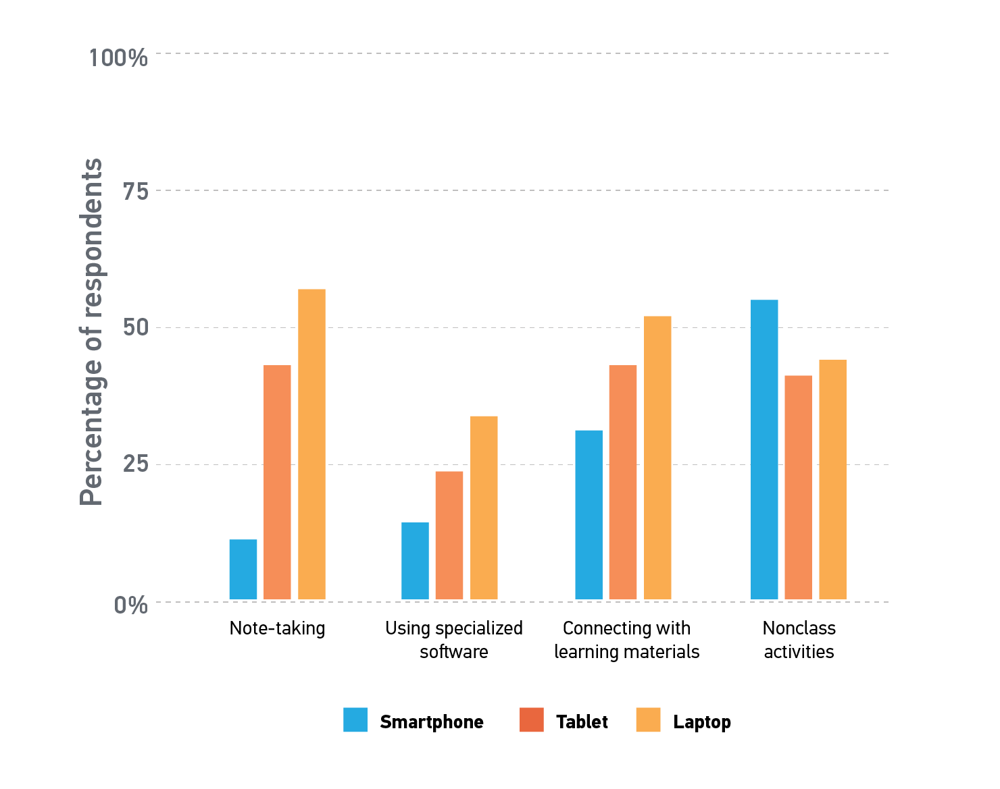 100%
75
50
25
0%
Percentage of respondents
Note-taking
Using specialized
software
Connecting with
learning materials
Nonclass
activities
Smartphone
Tablet
Laptop